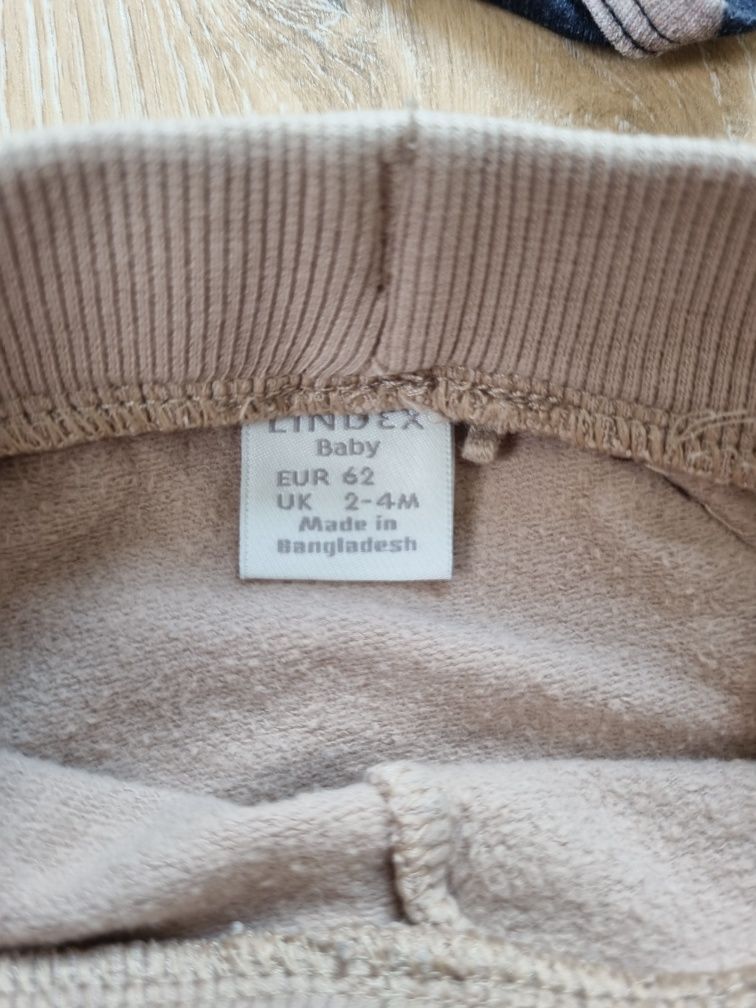 LINDEX
Baby
EUR 62
UK 2-4M
Made in
Bangladesh